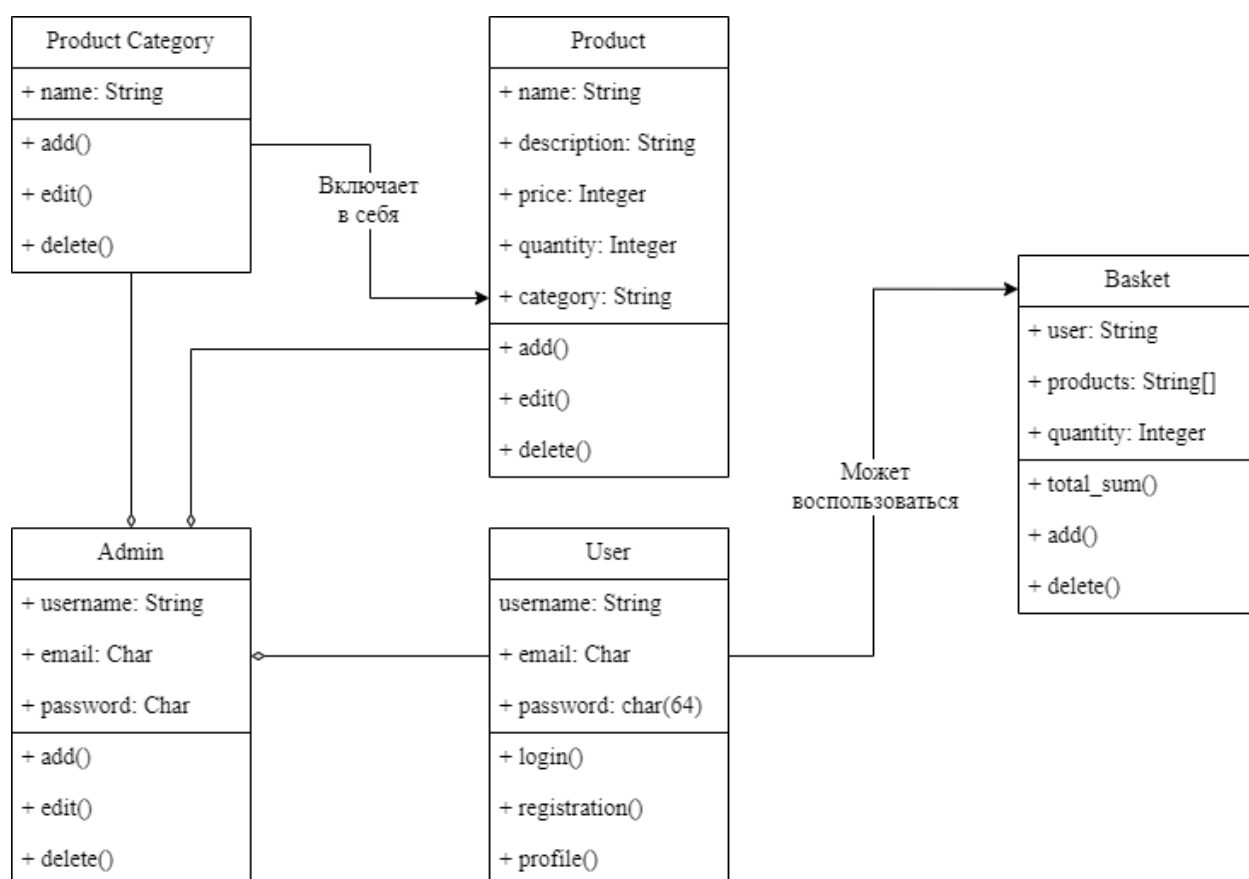 Product Category
+ name: String
+ add()
+ edit()
+ delete()
Включает
в себя
Product
+ name: String
+ description: String
+ price: Integer
+ quantity: Integer
+ category: String
+ add()
+ edit()
+ delete()
Basket
+ user: String
+ products: String[]
+ quantity: Integer
+ total_sum()
+ add()
+ delete()
Может
воспользоваться
Admin
+ username: String
+ email: Char
+ password: Char
+ add()
+ edit()
+ delete()
User
username: String
+ email: Char
+ password: char(64)
+ login()
+ registration()
+ profile()